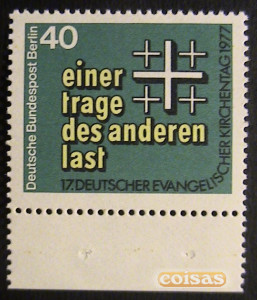 Deutsche Bundespost Berlin
40
einer
trage
des anderen
last
17. DEUTSCHER EVANGELISCHER KIRCHENTAG 1977
coisas